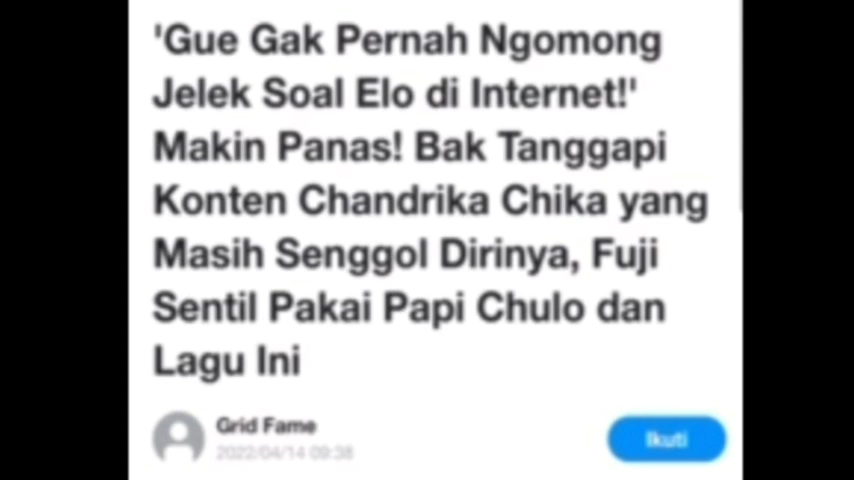 'Gue Gak Pernah Ngomong
Jelek Soal Elo di Internet!'
Makin Panas! Bak Tanggapi
Konten Chandrika Chika yang
Masih Senggol Dirinya, Fuji
Sentil Pakai Papi Chulo dan
Lagu Ini
Grid Fame
2022/04/14 09:38
Ikuti